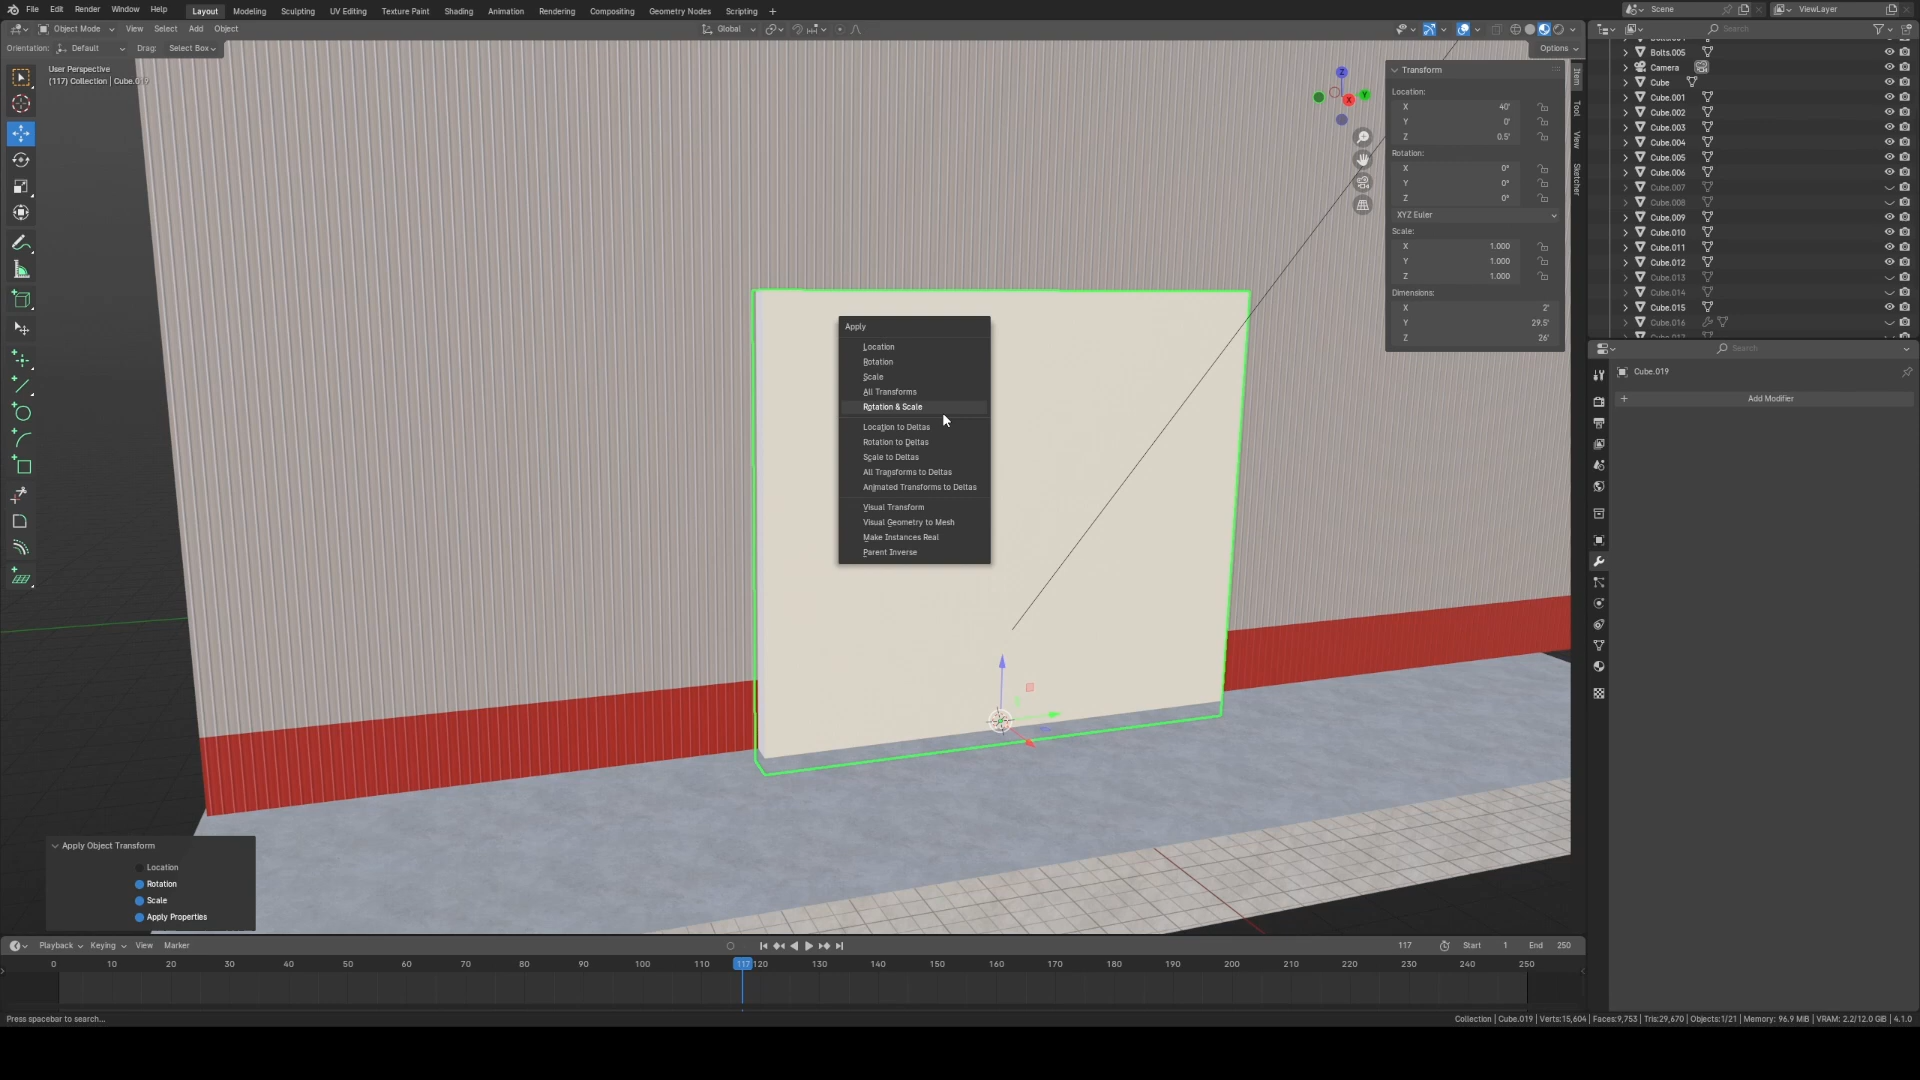 File Edit Render Window Help Layout Modeling Sculpting UV Editing Texture Paint Shading Animation Rendering Compositing Geometry Nodes Scripting + Scene ViewLayer
Object Mode View Select Add Object Global Search
Orientation: Default Drag: Select Box Options
User Perspective
(117) Collection | Cube.019
Z
Y
X
Transform
Location:
X 40'
Y 0'
Z 0.5'
Rotation:
X 0°
Y 0°
Z 0°
XYZ Euler
Scale:
X 1.000
Y 1.000
Z 1.000
Dimensions:
X 2'
Y 29.5'
Z 26'
Item
Tool
View
Sketcher
Bolts.005
Camera
Cube
Cube.001
Cube.002
Cube.003
Cube.004
Cube.005
Cube.006
Cube.007
Cube.008
Cube.009
Cube.010
Cube.011
Cube.012
Cube.013
Cube.014
Cube.015
Cube.016
Search
Cube.019
+ Add Modifier
Apply
Location
Rotation
Scale
All Transforms
Rotation & Scale
Location to Deltas
Rotation to Deltas
Scale to Deltas
All Transforms to Deltas
Animated Transforms to Deltas
Visual Transform
Visual Geometry to Mesh
Make Instances Real
Parent Inverse
Apply Object Transform
Location
Rotation
Scale
Apply Properties
Playback Keying View Marker 117 Start 1 End 250
0 10 20 30 40 50 60 70 80 90 100 110 117 120 130 140 150 160 170 180 190 200 210 220 230 240 250
Press spacebar to search... Collection | Cube.019 | Verts:15,604 | Faces:9,753 | Tris:29,670 | Objects:1/21 | Memory: 96.9 MiB | VRAM: 2.2/12.0 GiB | 4.1.0